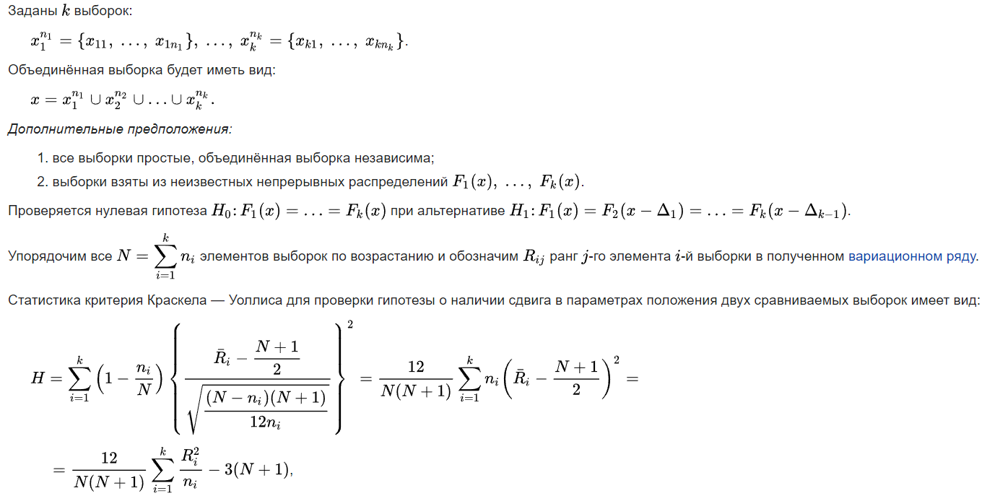 Заданы $k$ выборок:
$x_1^{n_1} = \{x_{11}, \ldots, x_{1n_1}\}, \ldots, x_k^{n_k} = \{x_{k1}, \ldots, x_{kn_k}\}.$
Объединённая выборка будет иметь вид:
$x = x_1^{n_1} \cup x_2^{n_2} \cup \ldots \cup x_k^{n_k}.$
Дополнительные предположения:
1. все выборки простые, объединённая выборка независима;
2. выборки взяты из неизвестных непрерывных распределений $F_1(x), \ldots, F_k(x)$.
Проверяется нулевая гипотеза $H_0: F_1(x) = \ldots = F_k(x)$ при альтернативе $H_1: F_1(x) = F_2(x - \Delta_1) = \ldots = F_k(x - \Delta_{k-1})$.
Упорядочим все $N = \sum_{i=1}^{k} n_i$ элементов выборок по возрастанию и обозначим $R_{ij}$ ранг $j$-го элемента $i$-й выборки в полученном вариационном ряду.
Статистика критерия Краскела — Уоллиса для проверки гипотезы о наличии сдвига в параметрах положения двух сравниваемых выборок имеет вид:
$H = \sum_{i=1}^{k} \left(1 - \frac{n_i}{N}\right) \left\{ \frac{\bar{R}_i - \frac{N+1}{2}}{\sqrt{\frac{(N-n_i)(N+1)}{12n_i}}} \right\}^2 = \frac{12}{N(N+1)} \sum_{i=1}^{k} n_i \left(\bar{R}_i - \frac{N+1}{2}\right)^2 =$
$= \frac{12}{N(N+1)} \sum_{i=1}^{k} \frac{R_i^2}{n_i} - 3(N+1),$